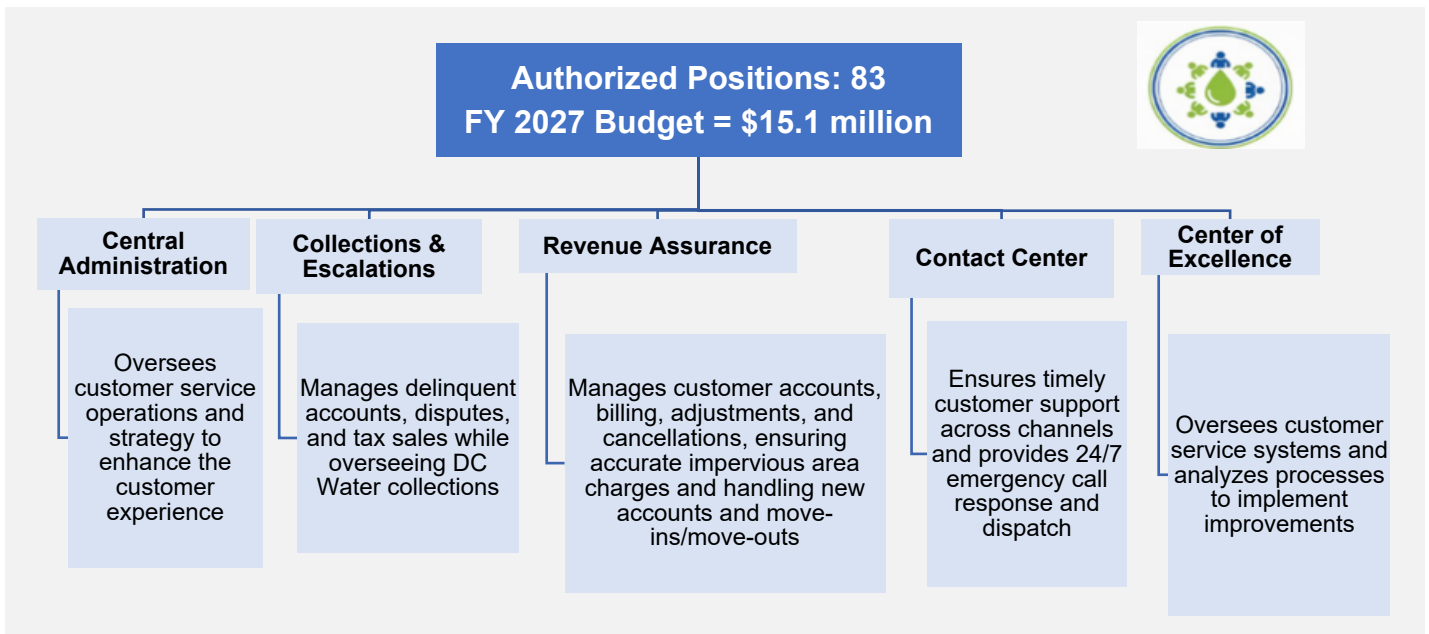 Authorized Positions: 83
FY 2027 Budget = $15.1 million
Central
Administration
Oversees
customer service
operations and
strategy to
enhance the
customer
experience
Collections &
Escalations
Manages delinquent
accounts, disputes,
and tax sales while
overseeing DC
Water collections
Revenue Assurance
Manages customer accounts,
billing, adjustments, and
cancellations, ensuring
accurate impervious area
charges and handling new
accounts and move-
ins/move-outs
Contact Center
Ensures timely
customer support
across channels
and provides 24/7
emergency call
response and
dispatch
Center of
Excellence
Oversees customer
service systems and
analyzes processes
to implement
improvements